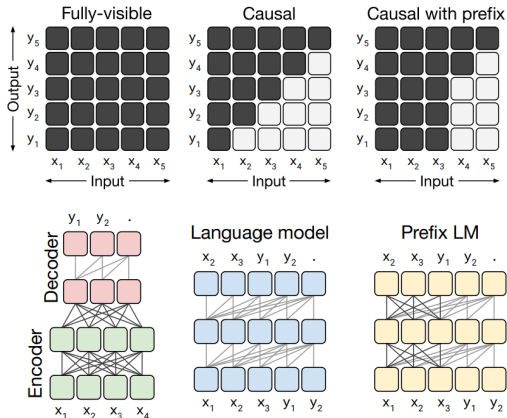 Fully-visible
Causal
Causal with prefix
Output
y5
y4
y3
y2
y1
x1 x2 x3 x4 x5
Input
y5
y4
y3
y2
y1
x1 x2 x3 x4 x5
Input
y5
y4
y3
y2
y1
x1 x2 x3 x4 x5
Input
Decoder
Encoder
y1 y2 .
x1 x2 x3 x4
Language model
x2 x3 y1 y2 .
x1 x2 x3 y1 y2
Prefix LM
x2 x3 y1 y2 .
x1 x2 x3 y1 y2